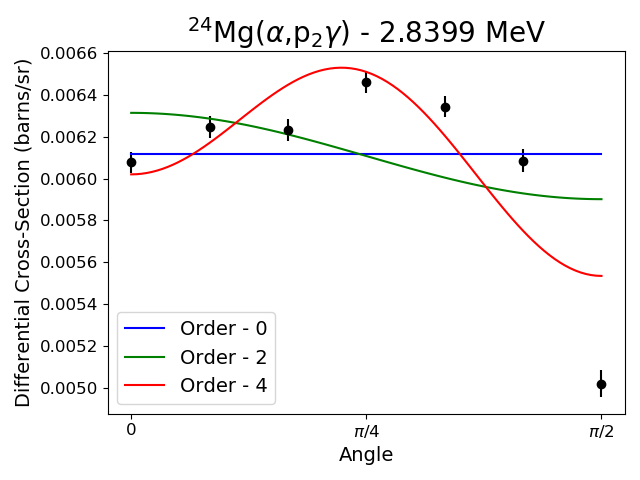 ²⁴Mg(α,p₂γ) - 2.8399 MeV
Differential Cross-Section (barns/sr)
0.0066
0.0064
0.0062
0.0060
0.0058
0.0056
0.0054
0.0052
0.0050
Order - 0
Order - 2
Order - 4
0 π/4 π/2
Angle